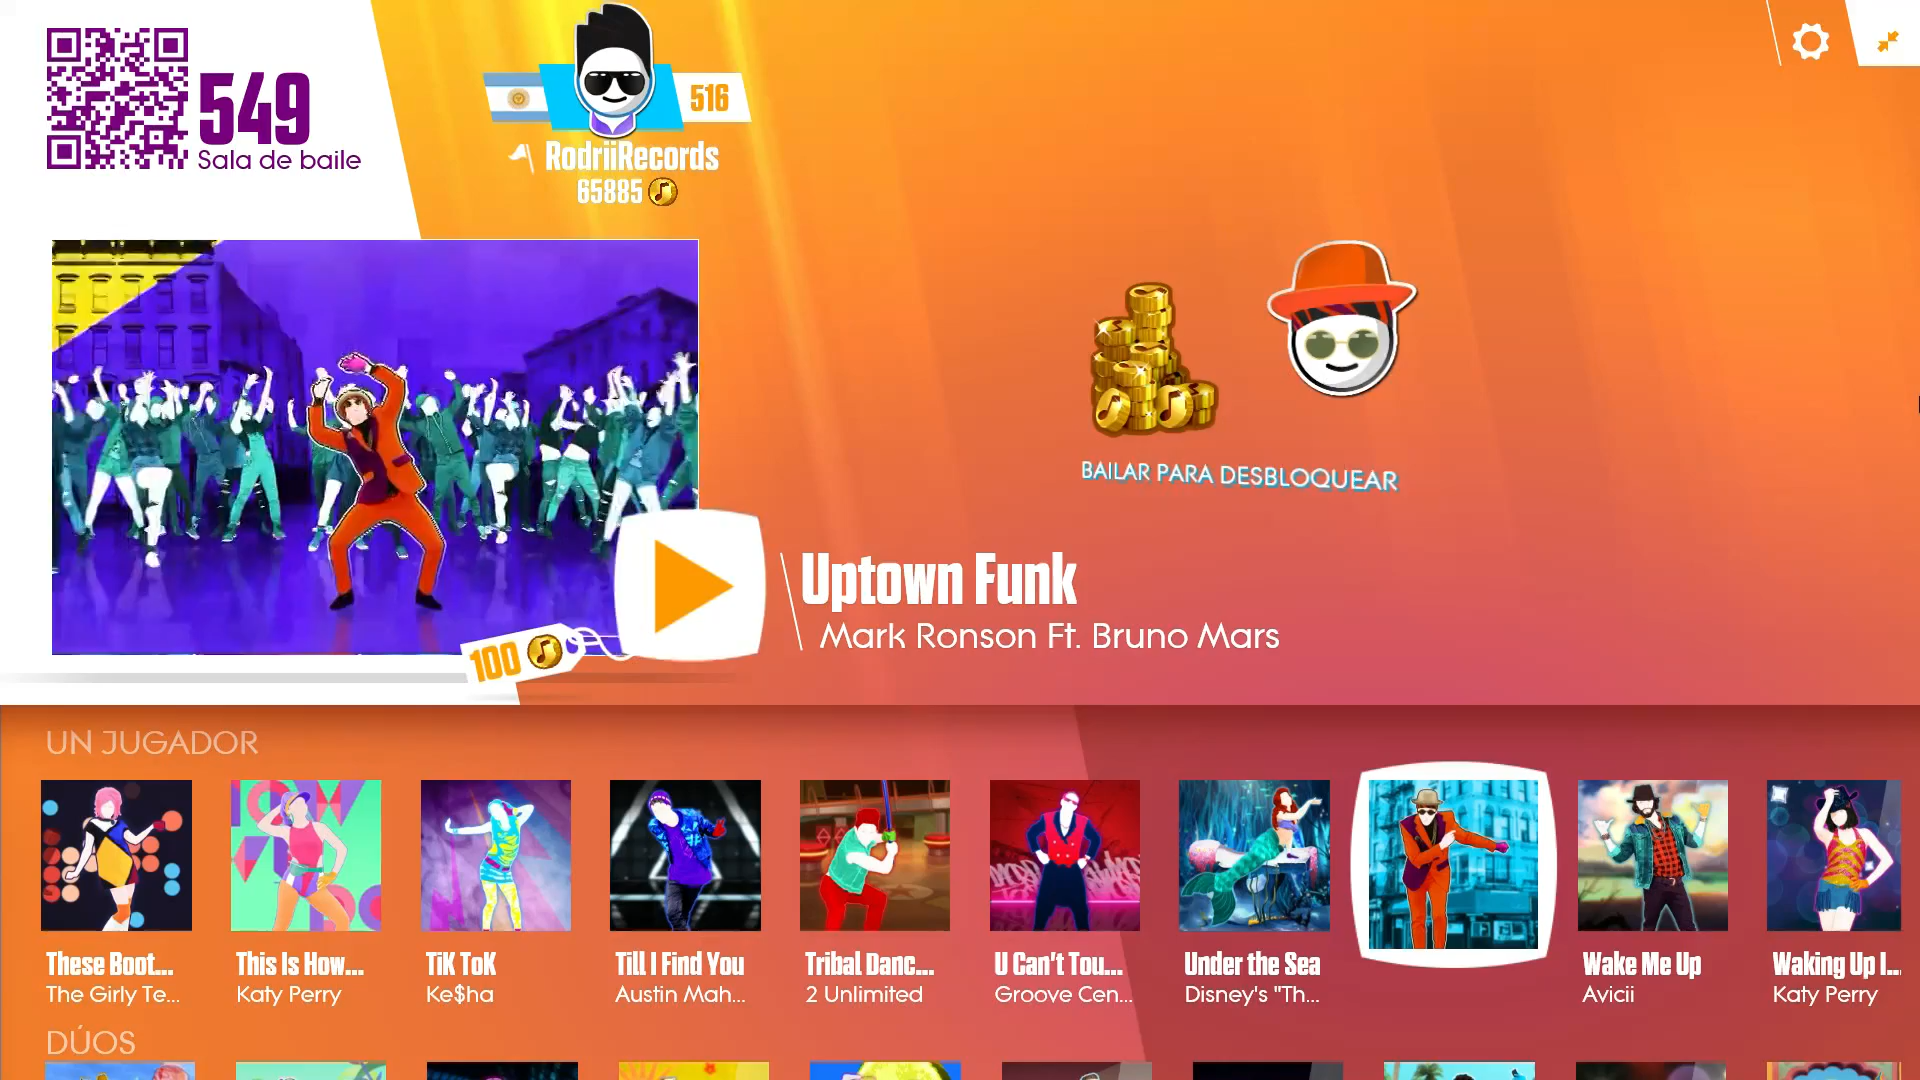 549
Sala de baile
516
RodriiRecords
65885
BAILAR PARA DESBLOQUEAR
Uptown Funk
Mark Ronson Ft. Bruno Mars
100
UN JUGADOR
These Boot...
The Girly Te...
This Is How...
Katy Perry
TiK ToK
Ke$ha
Till I Find You
Austin Mah...
Tribal Danc...
2 Unlimited
U Can't Tou...
Groove Cen...
Under the Sea
Disney's "Th...
Wake Me Up
Avicii
Waking Up I...
Katy Perry
DÚOS